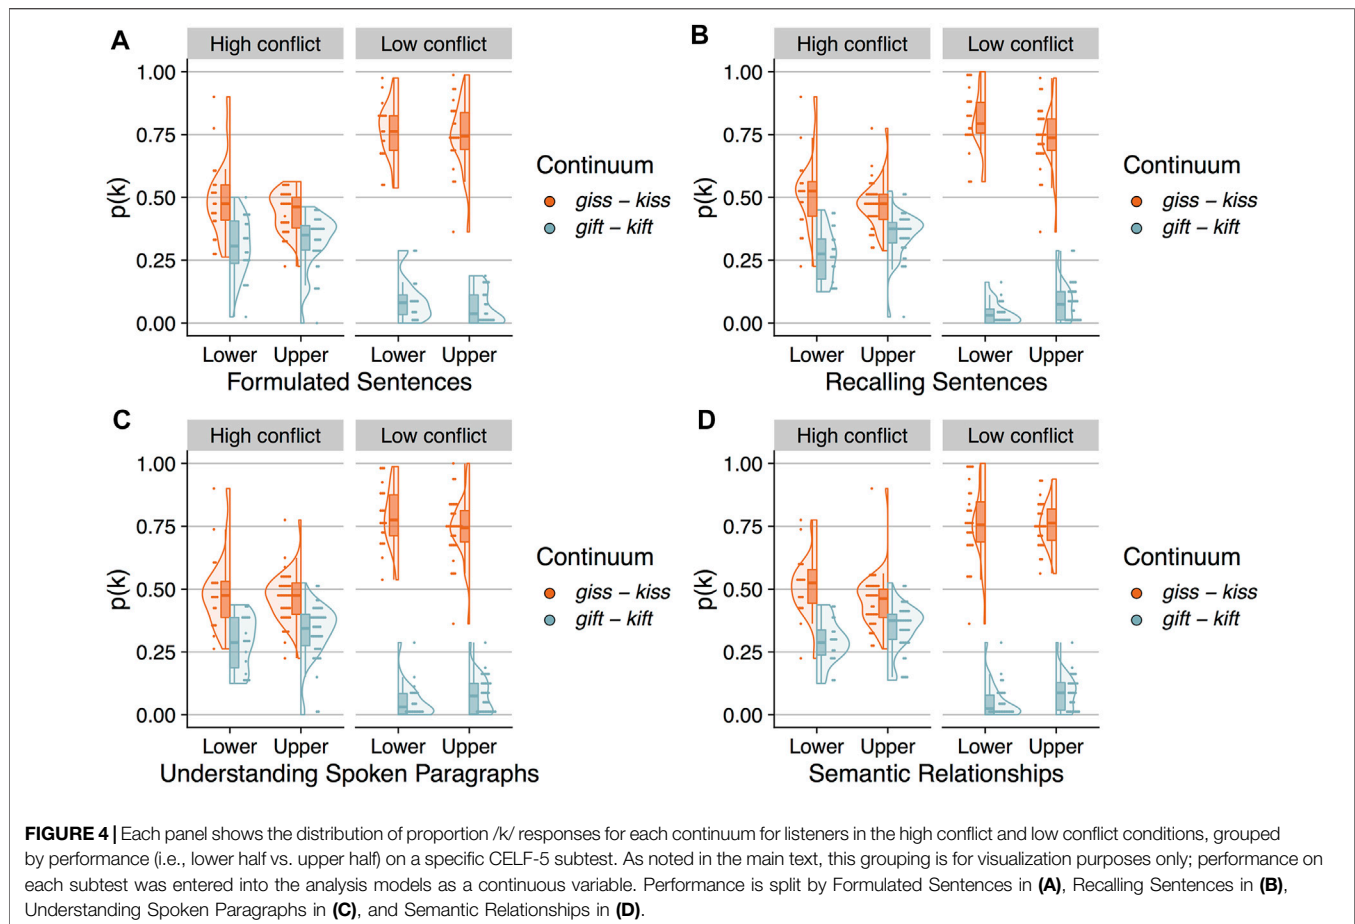 A
High conflict
Low conflict
1.00
0.75
0.50
0.25
0.00
p(k)
Lower
Upper
Lower
Upper
Formulated Sentences
Continuum
giss – kiss
gift – kift
B
High conflict
Low conflict
1.00
0.75
0.50
0.25
0.00
p(k)
Lower
Upper
Lower
Upper
Recalling Sentences
Continuum
giss – kiss
gift – kift
C
High conflict
Low conflict
1.00
0.75
0.50
0.25
0.00
p(k)
Lower
Upper
Lower
Upper
Understanding Spoken Paragraphs
Continuum
giss – kiss
gift – kift
D
High conflict
Low conflict
1.00
0.75
0.50
0.25
0.00
p(k)
Lower
Upper
Lower
Upper
Semantic Relationships
Continuum
giss – kiss
gift – kift
FIGURE 4 | Each panel shows the distribution of proportion /k/ responses for each continuum for listeners in the high conflict and low conflict conditions, grouped
by performance (i.e., lower half vs. upper half) on a specific CELF-5 subtest. As noted in the main text, this grouping is for visualization purposes only; performance on
each subtest was entered into the analysis models as a continuous variable. Performance is split by Formulated Sentences in (A), Recalling Sentences in (B),
Understanding Spoken Paragraphs in (C), and Semantic Relationships in (D).